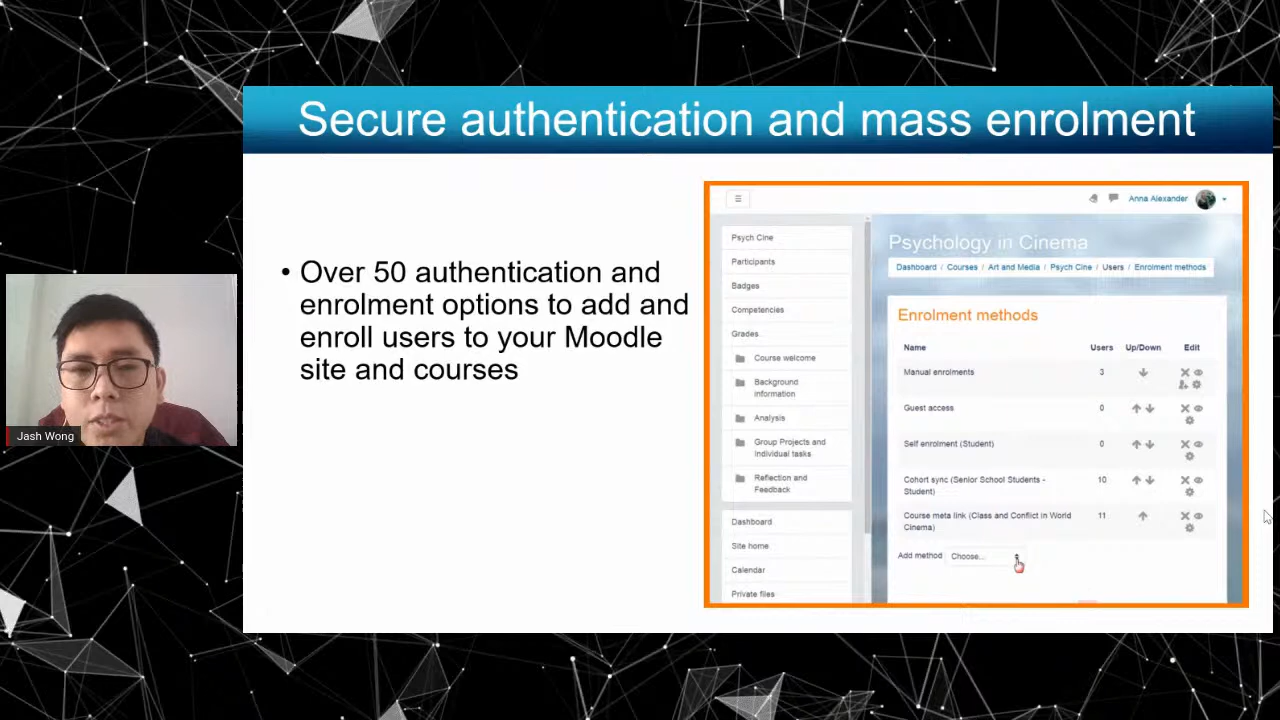 Secure authentication and mass enrolment
• Over 50 authentication and
enrolment options to add and
enroll users to your Moodle
site and courses
Jash Wong
Anna Alexander
Psych Cine
Participants
Badges
Competencies
Grades
Course welcome
Background
information
Analysis
Group Projects and
Individual tasks
Reflection and
Feedback
Dashboard
Site home
Calendar
Private files
Psychology in Cinema
Dashboard / Courses / Art and Media / Psych Cine / Users / Enrolment methods
Enrolment methods
Name Users Up/Down Edit
Manual enrolments 3
Guest access 0
Self enrolment (Student) 0
Cohort sync (Senior School Students - 10
Student)
Course meta link (Class and Conflict in World 11
Cinema)
Add method Choose...